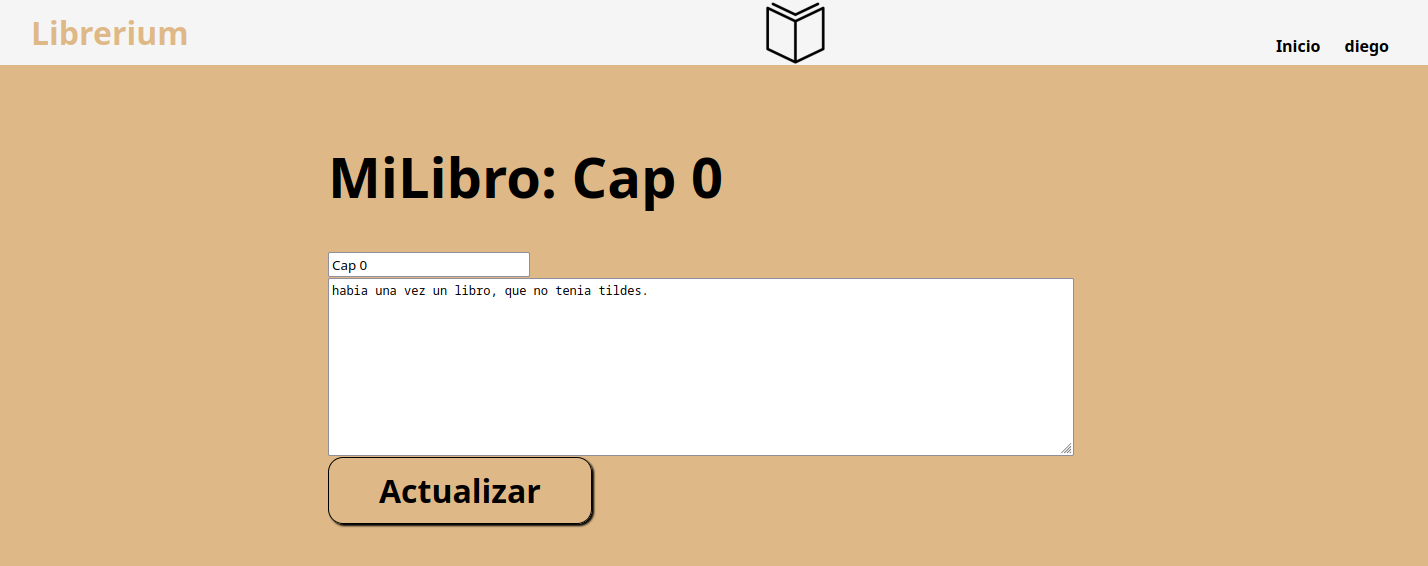 Librerium
Inicio diego
MiLibro: Cap 0
Cap 0
habia una vez un libro, que no tenia tildes.
Actualizar